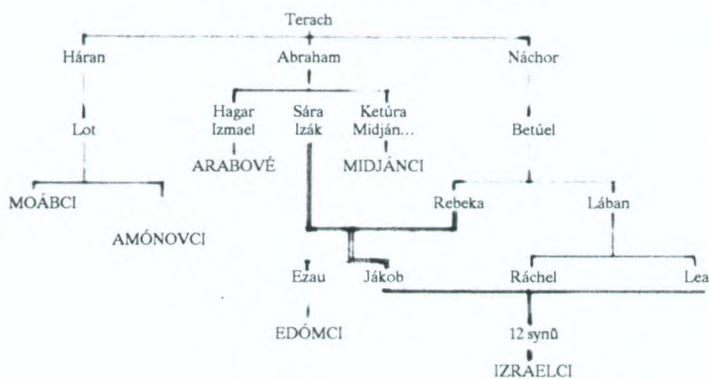 Terach
Háran Abraham Náchor
Hagar Sára Ketúra
Lot Izmael Izák Midján... Betúel
ARABOVÉ MIDJÁNCI
MOÁBCI Rebeka Lában
AMÓNOVCI
Ezau Jákob Ráchel Lea
EDÓMCI 12 synů
IZRAELCI